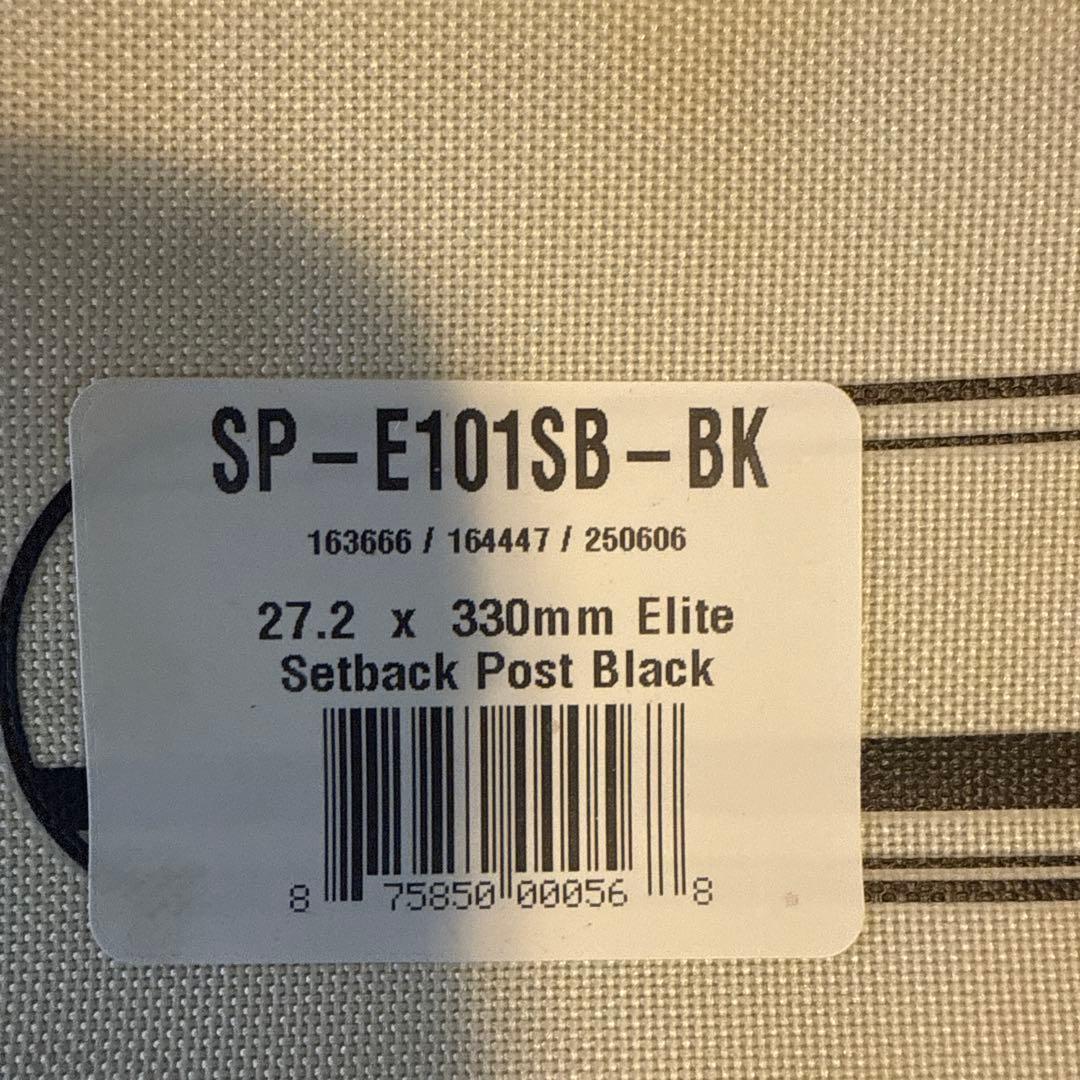 SP-E101SB-BK
163666 / 164447 / 250606
27.2 x 330mm Elite
Setback Post Black
8 75850 00056 8